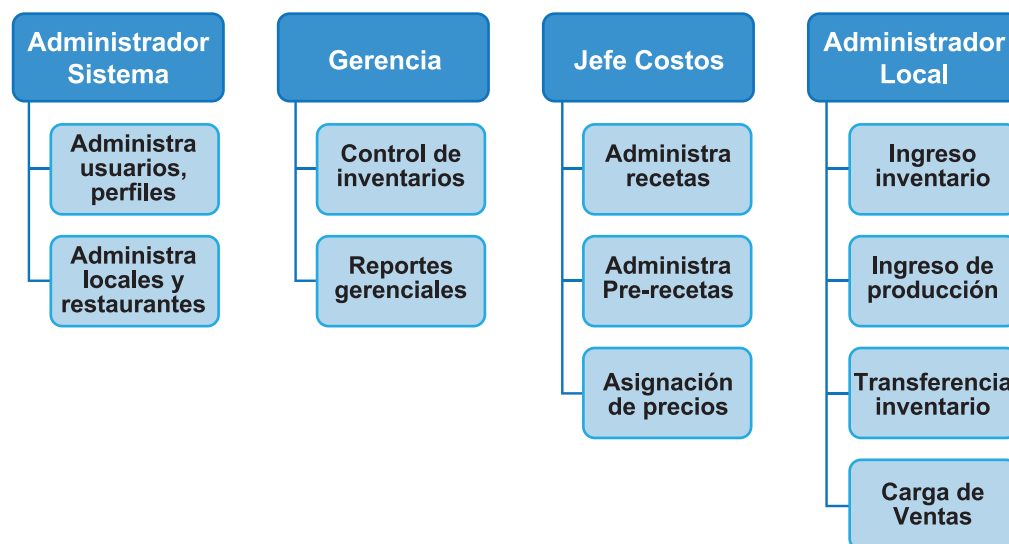 Administrador
Sistema
Administra
usuarios,
perfiles
Administra
locales y
restaurantes
Gerencia
Control de
inventarios
Reportes
gerenciales
Jefe Costos
Administra
recetas
Administra
Pre-recetas
Asignación
de precios
Administrador
Local
Ingreso
inventario
Ingreso de
producción
Transferencia
inventario
Carga de
Ventas